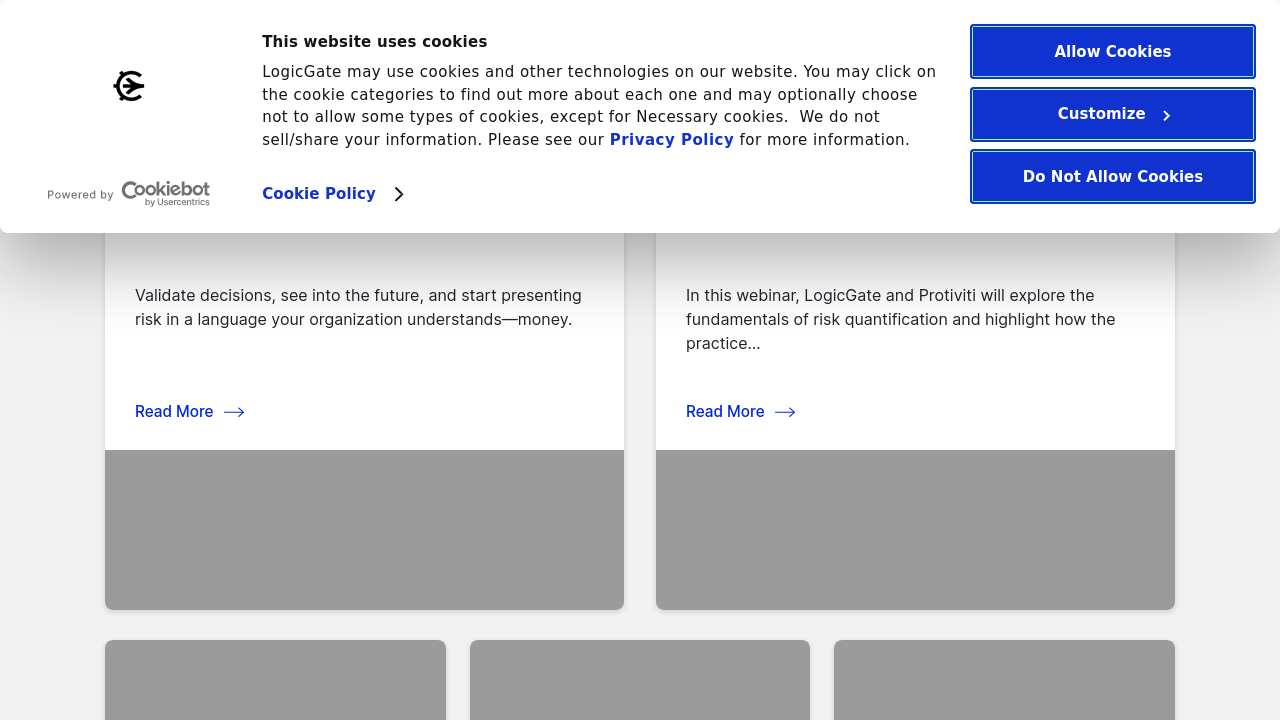 This website uses cookies
LogicGate may use cookies and other technologies on our website. You may click on
the cookie categories to find out more about each one and may optionally choose
not to allow some types of cookies, except for Necessary cookies.  We do not
sell/share your information. Please see our Privacy Policy for more information.
Cookie Policy
Powered by Cookiebot
by Usercentrics
Allow Cookies
Customize
Do Not Allow Cookies
Validate decisions, see into the future, and start presenting
risk in a language your organization understands—money.
Read More
In this webinar, LogicGate and Protiviti will explore the
fundamentals of risk quantification and highlight how the
practice...
Read More